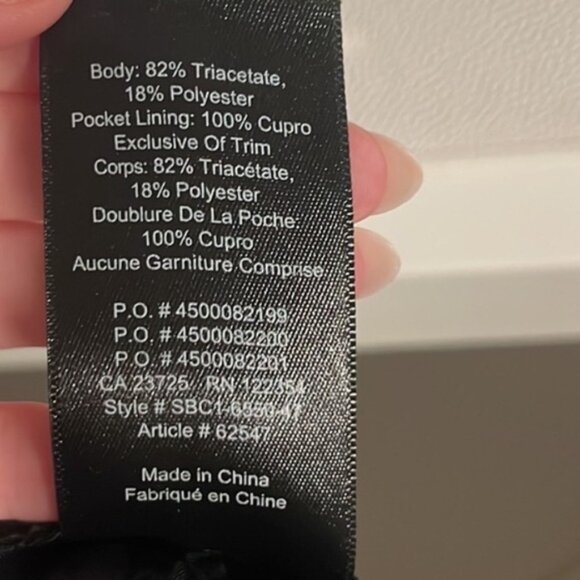 Body: 82% Triacetate,
18% Polyester
Pocket Lining: 100% Cupro
Exclusive Of Trim
Corps: 82% Triacétate,
18% Polyester
Doublure De La Poche:
100% Cupro
Aucune Garniture Comprise
P.O. # 4500082199
P.O. # 4500082200
P.O. # 4500082201
CA 23725 RN
Style #
Article # 62547
Made in China
Fabriqué en Chine